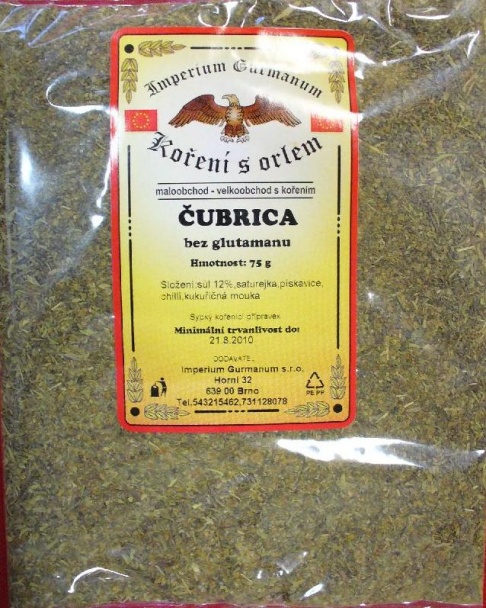 Imperium Gurmanum
Koření s orlem
maloobchod - velkoobchod s kořením
ČUBRICA
bez glutamanu
Hmotnost: 75 g
Složení:sůl 12%,saturejka,pískavice,
chilli,kukuřičná mouka
Sypký kořenící přípravek
Minimální trvanlivost do:
21.8.2010
DODAVATEL
Imperium Gurmanum s.r.o.
Horní 32
639 00 Brno
Tel.543215462,731128078
PE PP